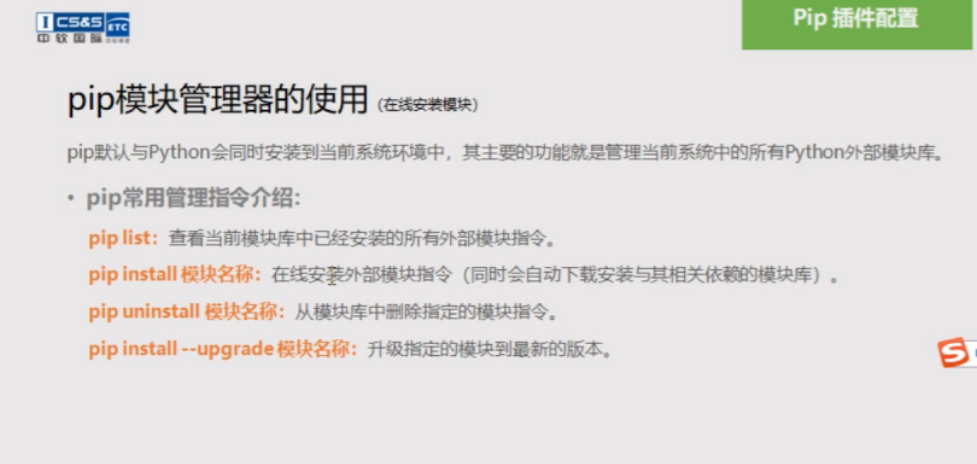 Pip 插件配置
iCS&S ETC
中软国际
pip模块管理器的使用（在线安装模块）
pip默认与Python会同时安装到当前系统环境中，其主要的功能就是管理当前系统中的所有Python外部模块库。
• pip常用管理指令介绍：
pip list：查看当前模块库中已经安装的所有外部模块指令。
pip install 模块名称：在线安装外部模块指令（同时会自动下载安装与其相关依赖的模块库）。
pip uninstall 模块名称：从模块库中删除指定的模块指令。
pip install --upgrade 模块名称：升级指定的模块到最新的版本。
S